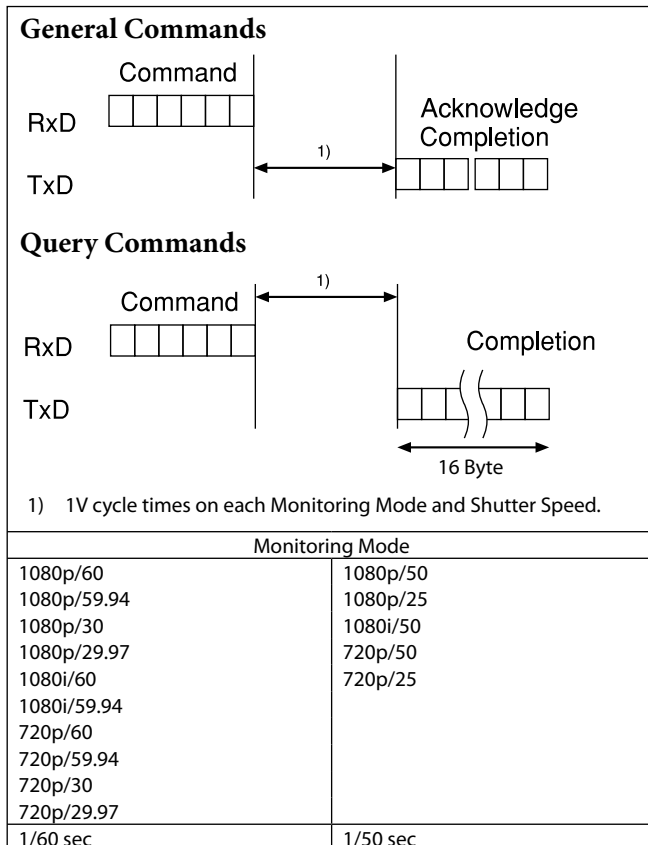 General Commands
Command
RxD
Acknowledge
Completion
1)
TxD
Query Commands
1)
Command
RxD
Completion
TxD
16 Byte
1) 1V cycle times on each Monitoring Mode and Shutter Speed.
Monitoring Mode
1080p/60 1080p/50
1080p/59.94 1080p/25
1080p/30 1080i/50
1080p/29.97 720p/50
1080i/60 720p/25
1080i/59.94
720p/60
720p/59.94
720p/30
720p/29.97
1/60 sec 1/50 sec